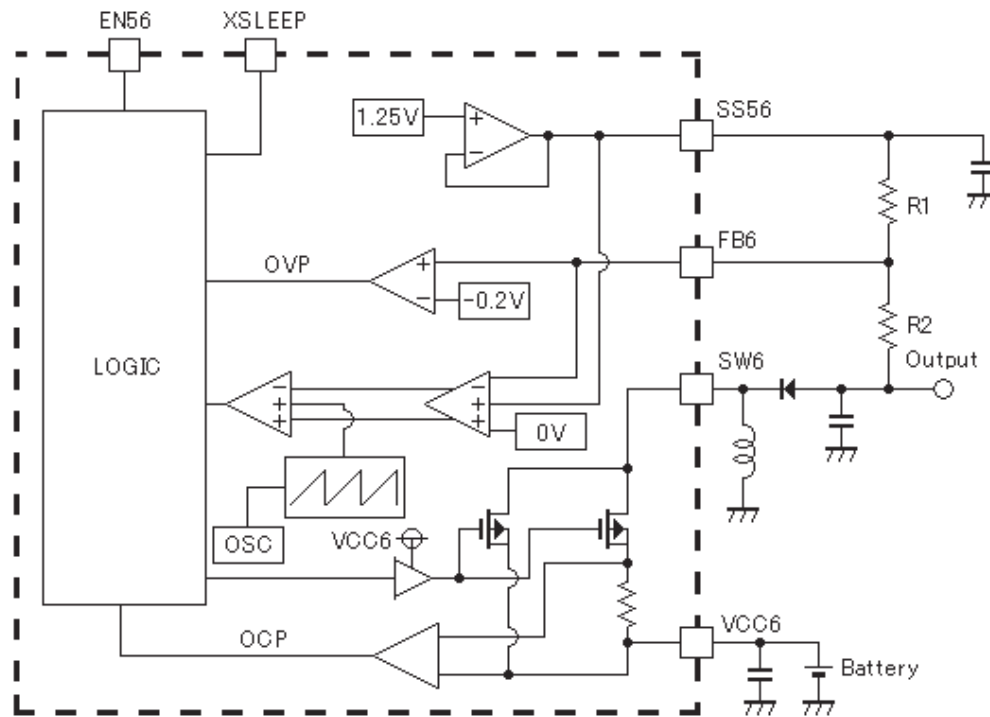 EN56 XSLEEP
SS56
1.25V
+
−
R1
FB6
OVP
+
−
−0.2V
R2
LOGIC
SW6
Output
−
+
+
−
+
+
0V
OSC
VCC6
OCP
VCC6
Battery